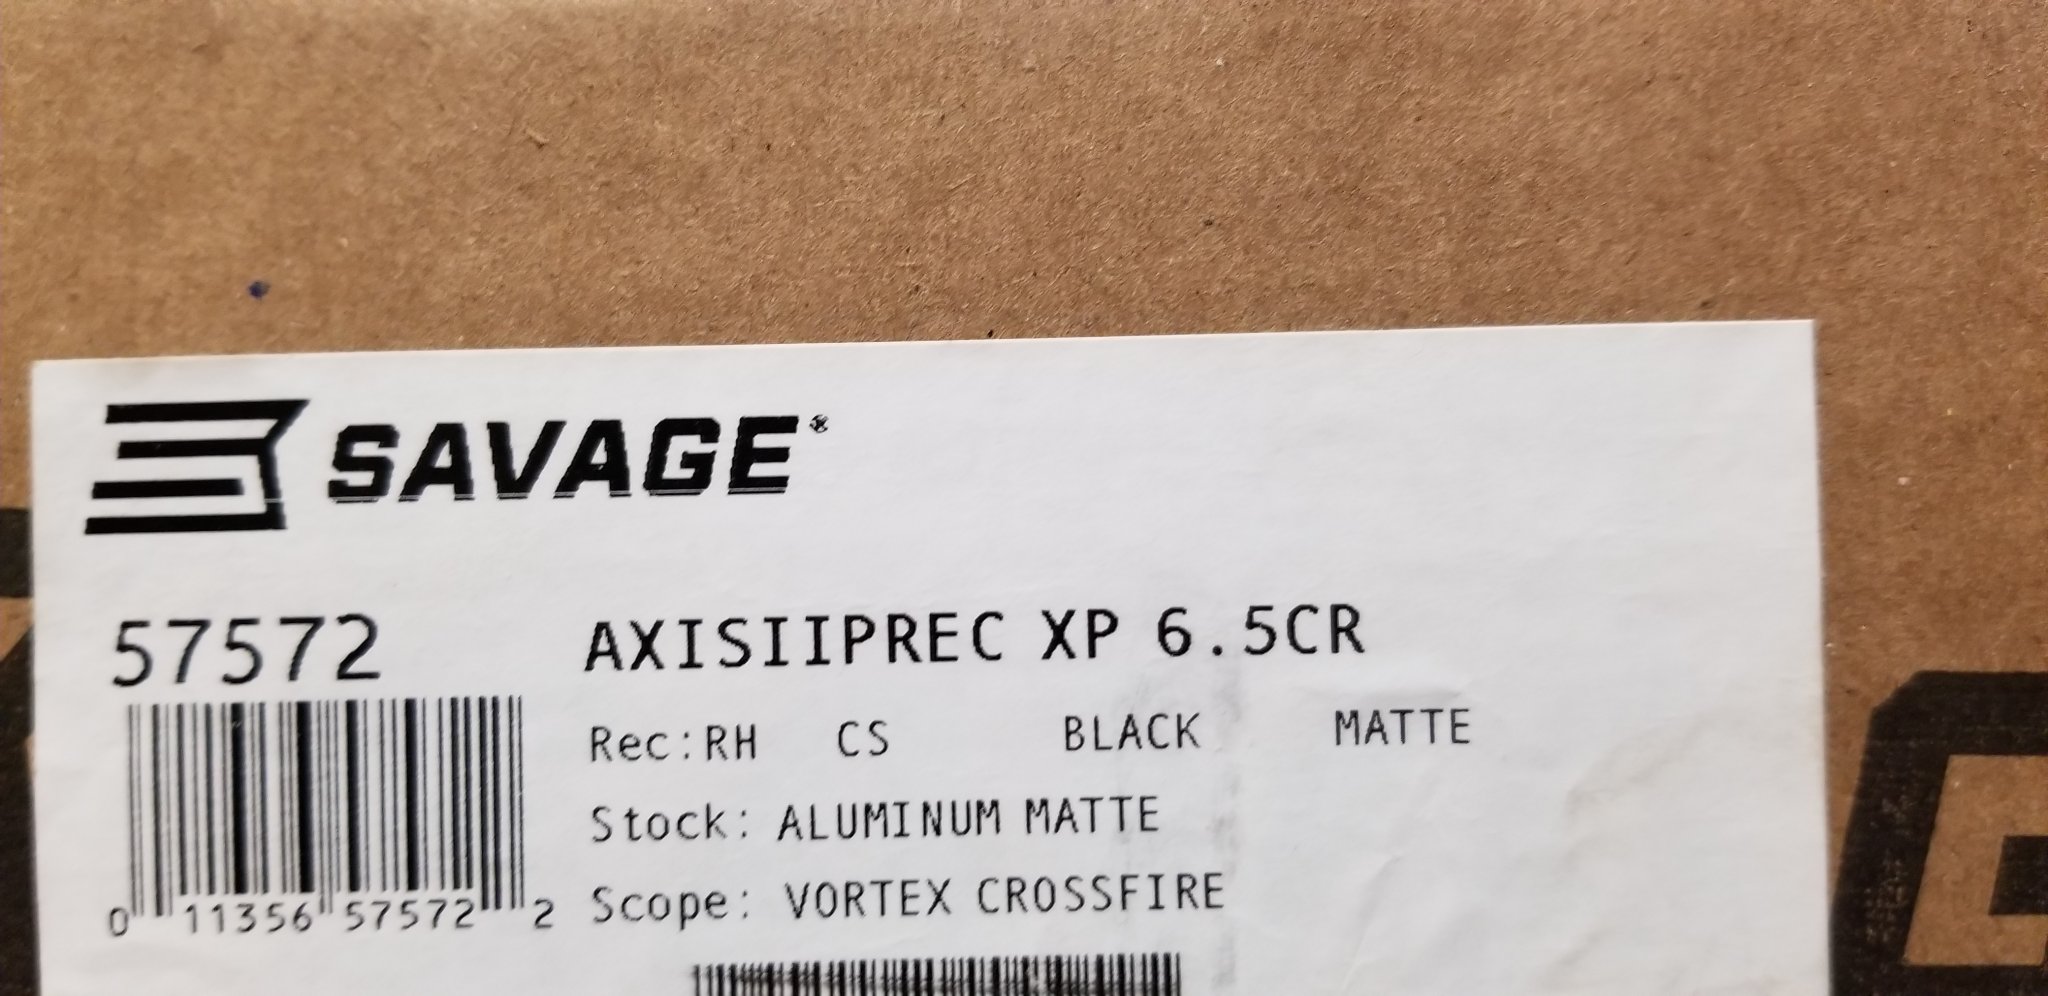 SAVAGE®
57572
AXISIIPREC XP 6.5CR
Rec:RH CS BLACK MATTE
Stock: ALUMINUM MATTE
Scope: VORTEX CROSSFIRE
0 11356 57572 2